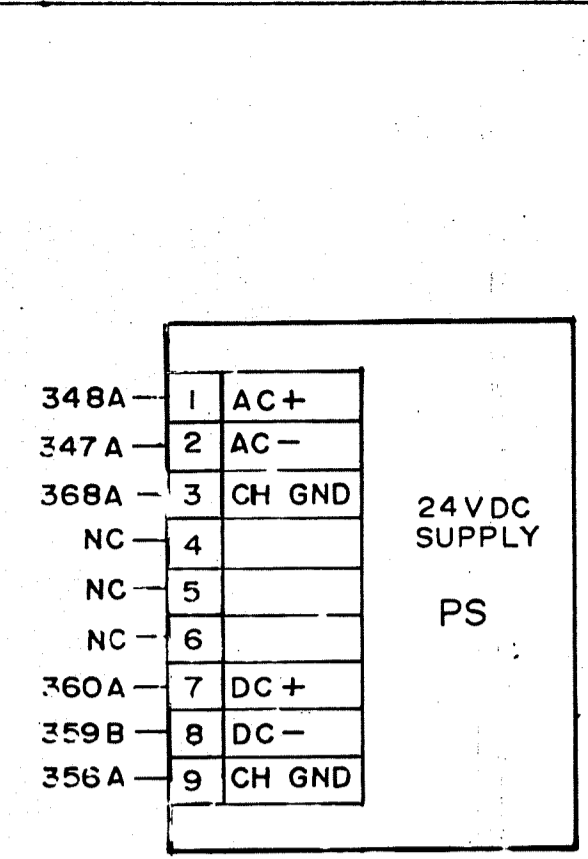 348A 1 AC+
347A 2 AC-
368A 3 CH GND
NC 4
NC 5
NC 6
360A 7 DC+
359B 8 DC-
356A 9 CH GND
24VDC
SUPPLY
PS